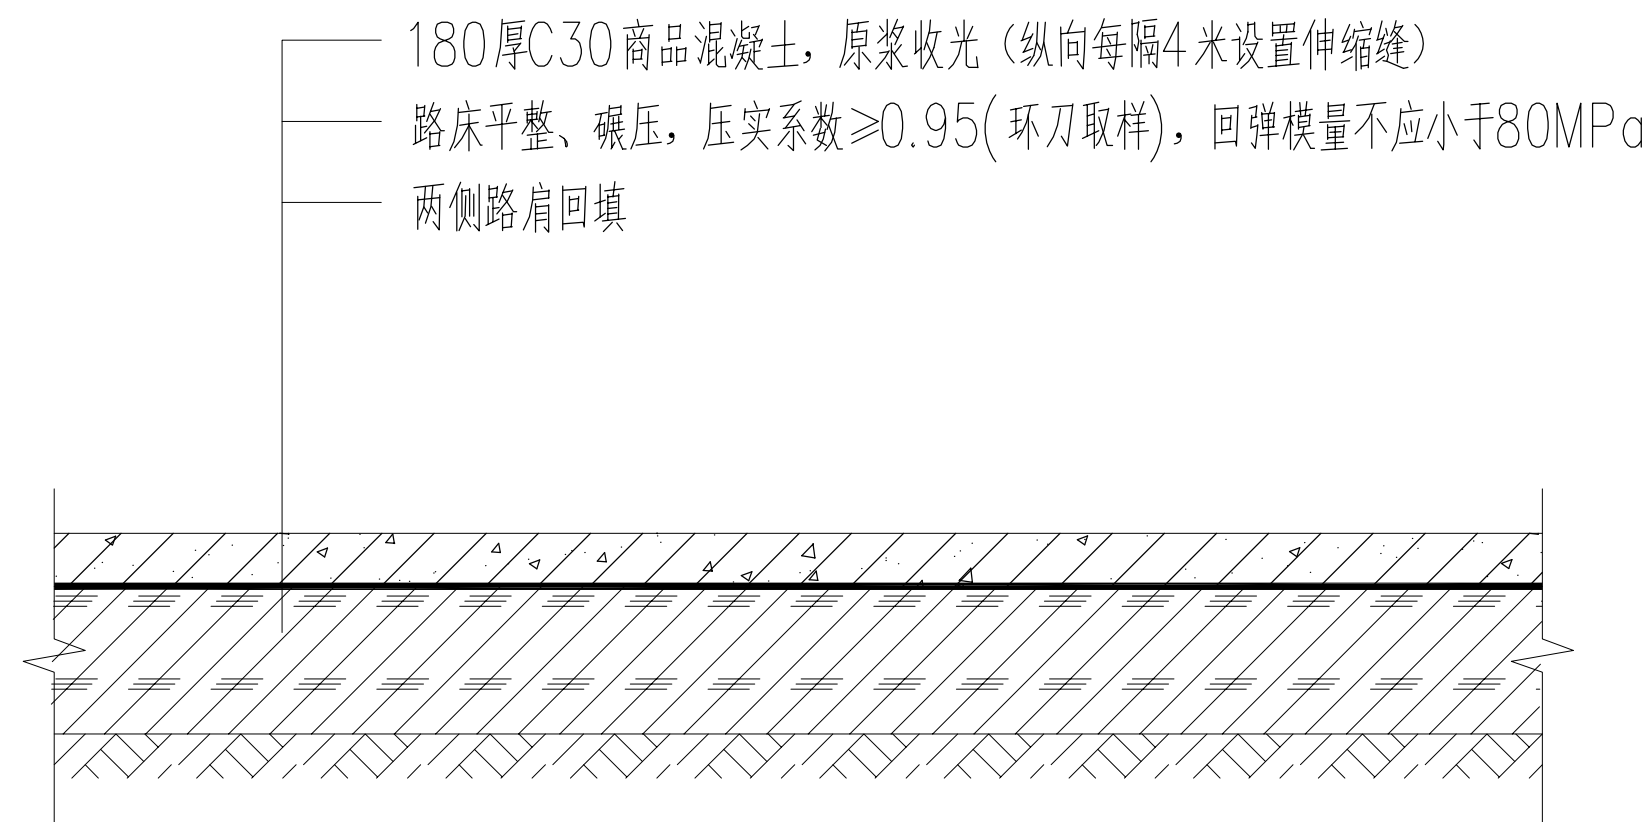 180厚C30商品混凝土，原浆收光（纵向每隔4米设置伸缩缝）
路床平整、碾压，压实系数≥0.95(环刀取样)，回弹模量不应小于80MPa
两侧路肩回填